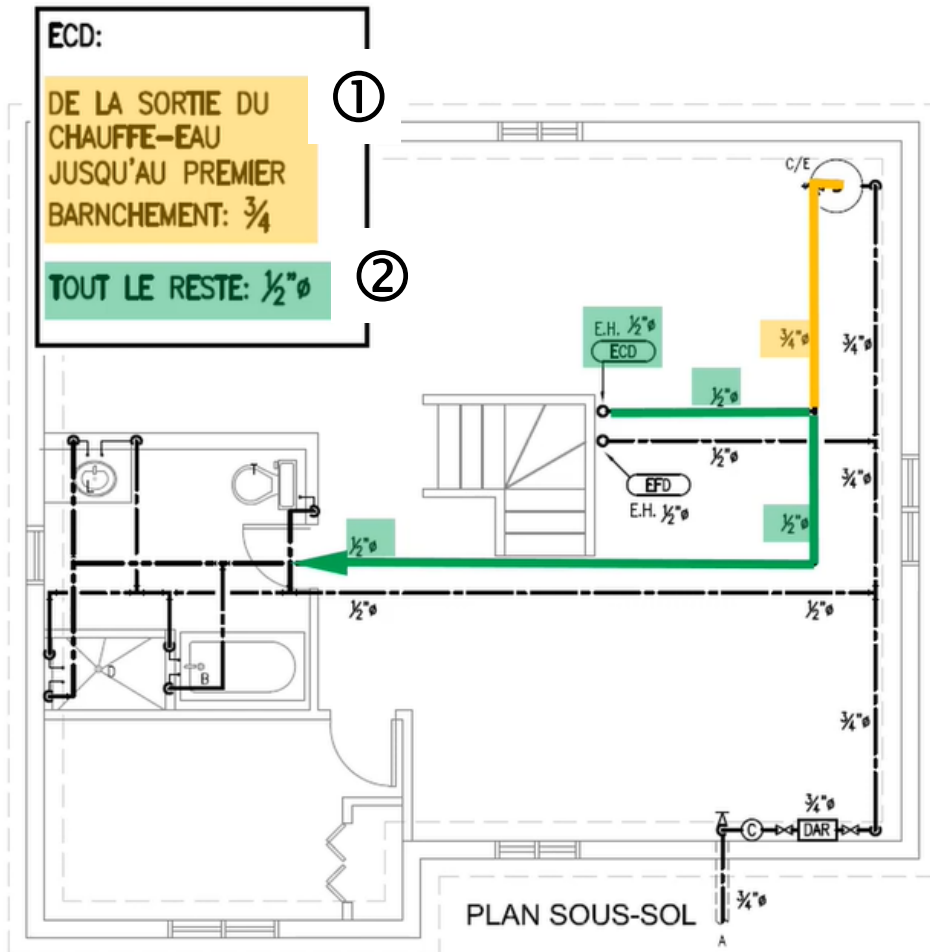 ECD:
①
DE LA SORTIE DU
CHAUFFE-EAU
JUSQU'AU PREMIER
BARNCHEMENT: ¾
②
TOUT LE RESTE: ½"ø
C/E
E.H. ½"ø
ECD
¾"ø
¾"ø
½"ø
½"ø
¾"ø
EFD
E.H. ½"ø
½"ø
½"ø
T
L
½"ø
½"ø
D
B
¾"ø
¾"ø
C
DAR
PLAN SOUS-SOL
¾"ø
A